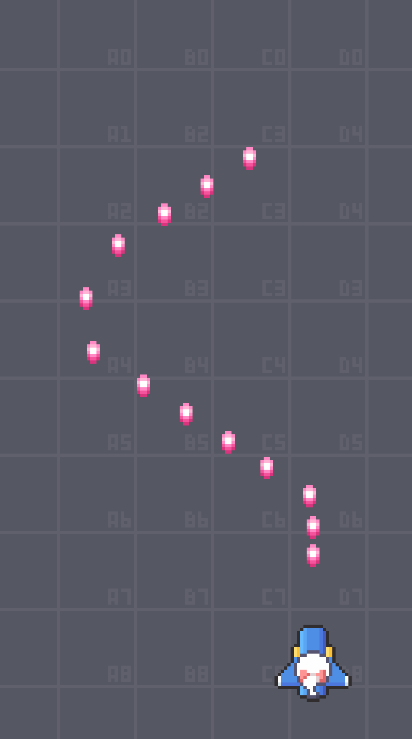 A0 B0 C0 D0
A1 B2 C3 D4
A2 B2 C3 D4
A3 B3 C3 D3
A4 B4 C4 D4
A5 B5 C5 D5
A6 B6 C6 D6
A7 B7 C7 D7
A8 B8